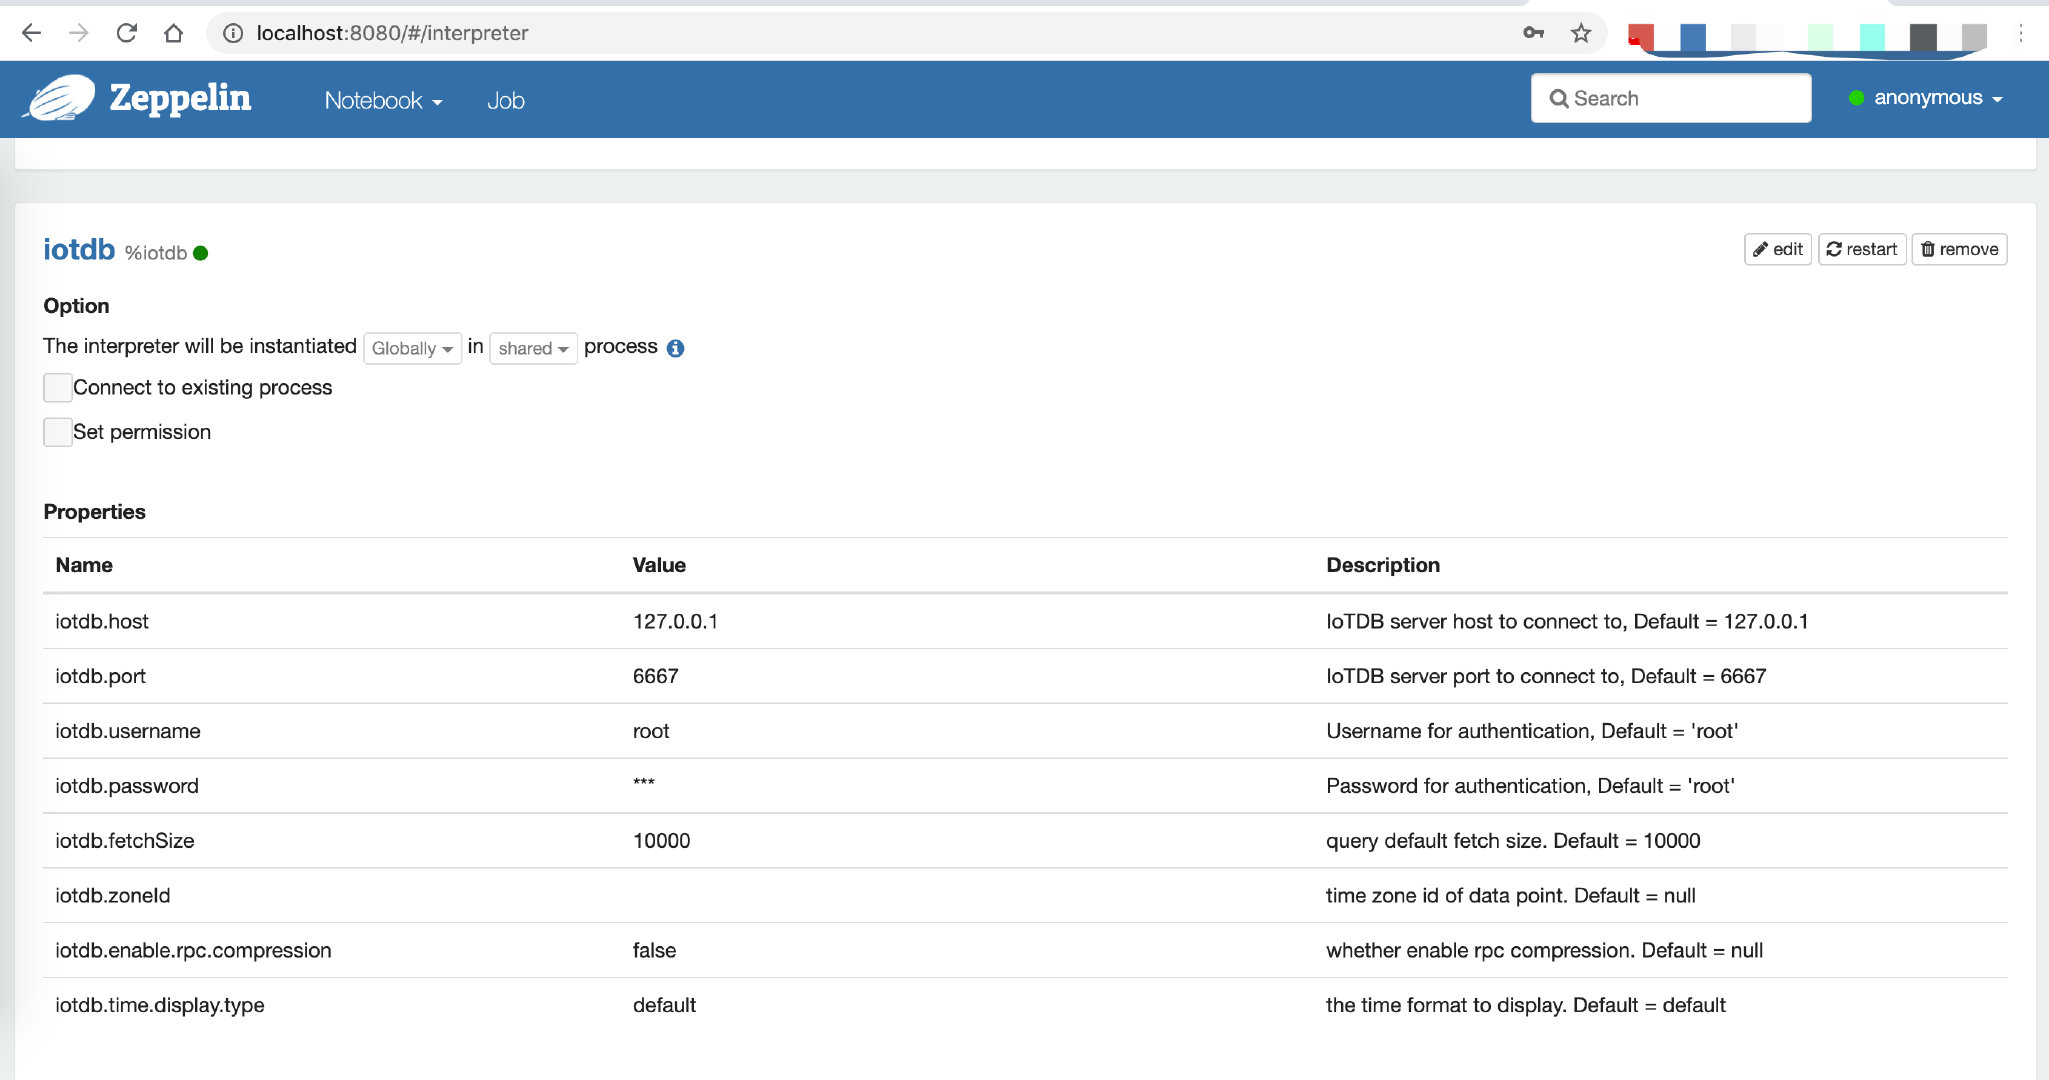 localhost:8080/#/interpreter
Zeppelin Notebook Job Search anonymous
iotdb %iotdb edit restart remove
Option
The interpreter will be instantiated Globally in shared process
Connect to existing process
Set permission
Properties
Name Value Description
iotdb.host 127.0.0.1 IoTDB server host to connect to, Default = 127.0.0.1
iotdb.port 6667 IoTDB server port to connect to, Default = 6667
iotdb.username root Username for authentication, Default = 'root'
iotdb.password *** Password for authentication, Default = 'root'
iotdb.fetchSize 10000 query default fetch size. Default = 10000
iotdb.zoneId time zone id of data point. Default = null
iotdb.enable.rpc.compression false whether enable rpc compression. Default = null
iotdb.time.display.type default the time format to display. Default = default